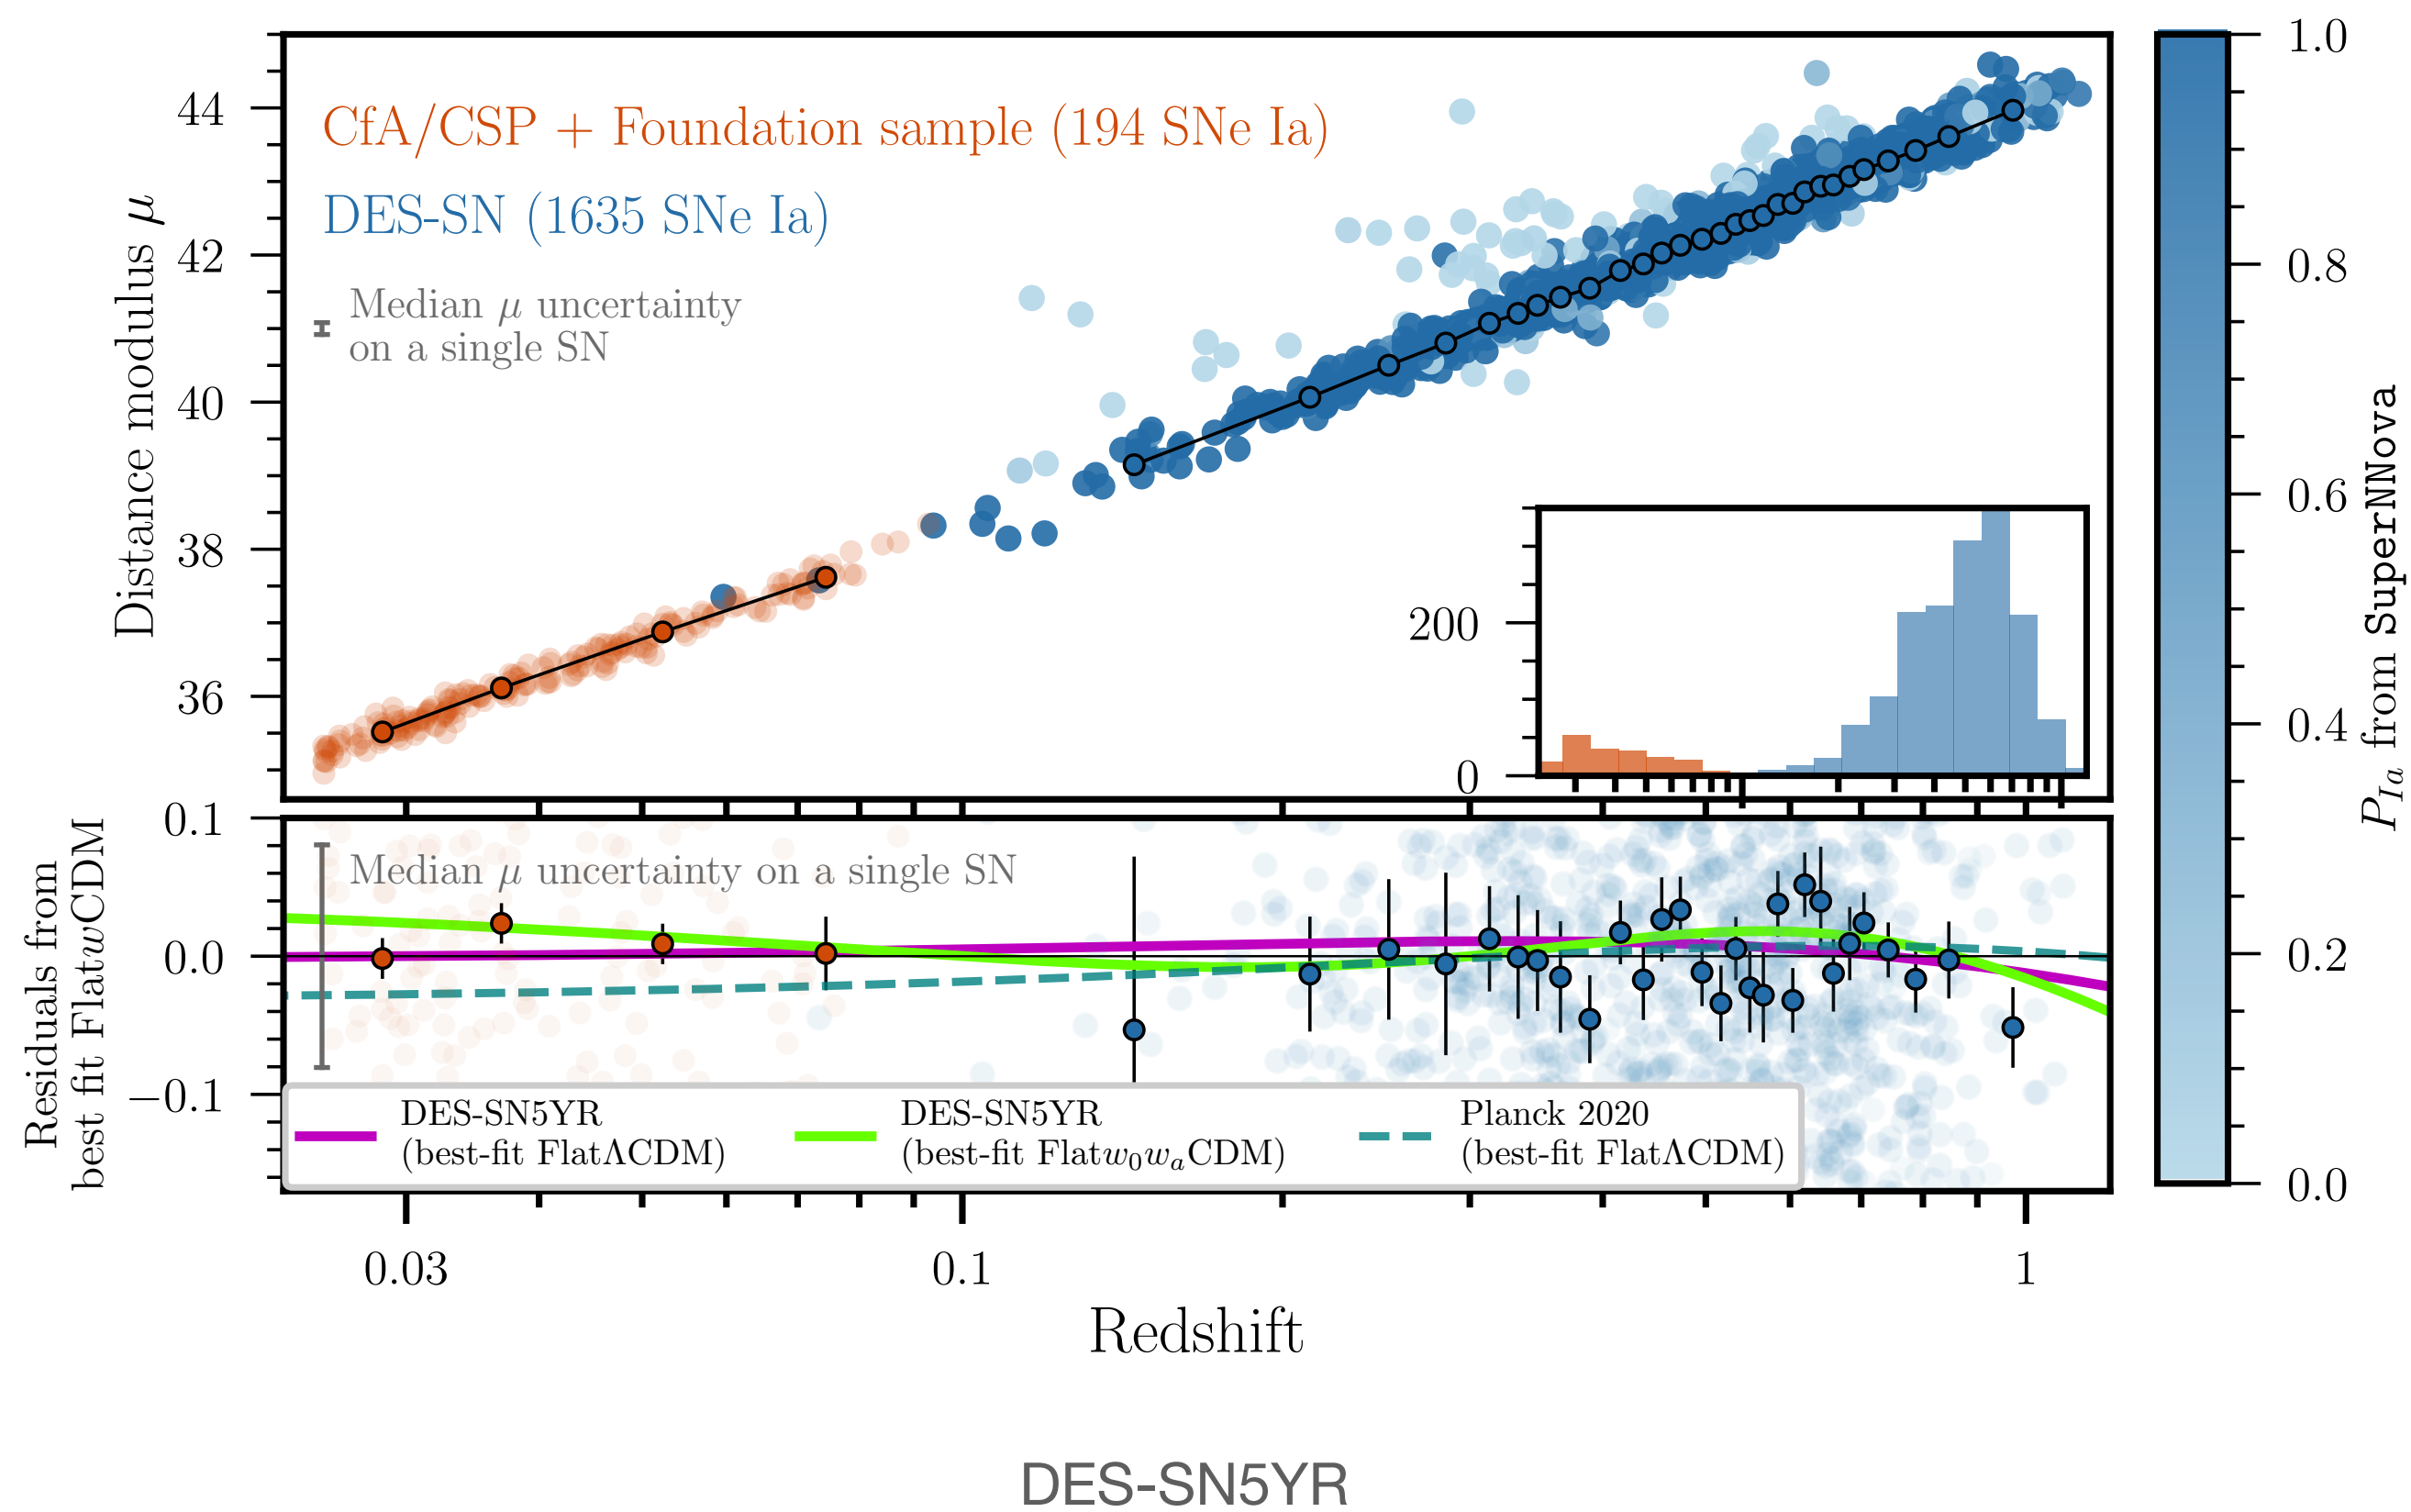 CfA/CSP + Foundation sample (194 SNe Ia)
DES-SN (1635 SNe Ia)
Median μ uncertainty
on a single SN
Distance modulus μ
44
42
40
38
36
200
0
1.0
0.8
0.6
0.4
0.2
0.0
P_{Ia} from SuperNNova
Residuals from
best fit FlatwCDM
0.1
0.0
−0.1
Median μ uncertainty on a single SN
DES-SN5YR
(best-fit FlatΛCDM)
DES-SN5YR
(best-fit Flatw₀wₐCDM)
Planck 2020
(best-fit FlatΛCDM)
0.03
0.1
1
Redshift
DES-SN5YR